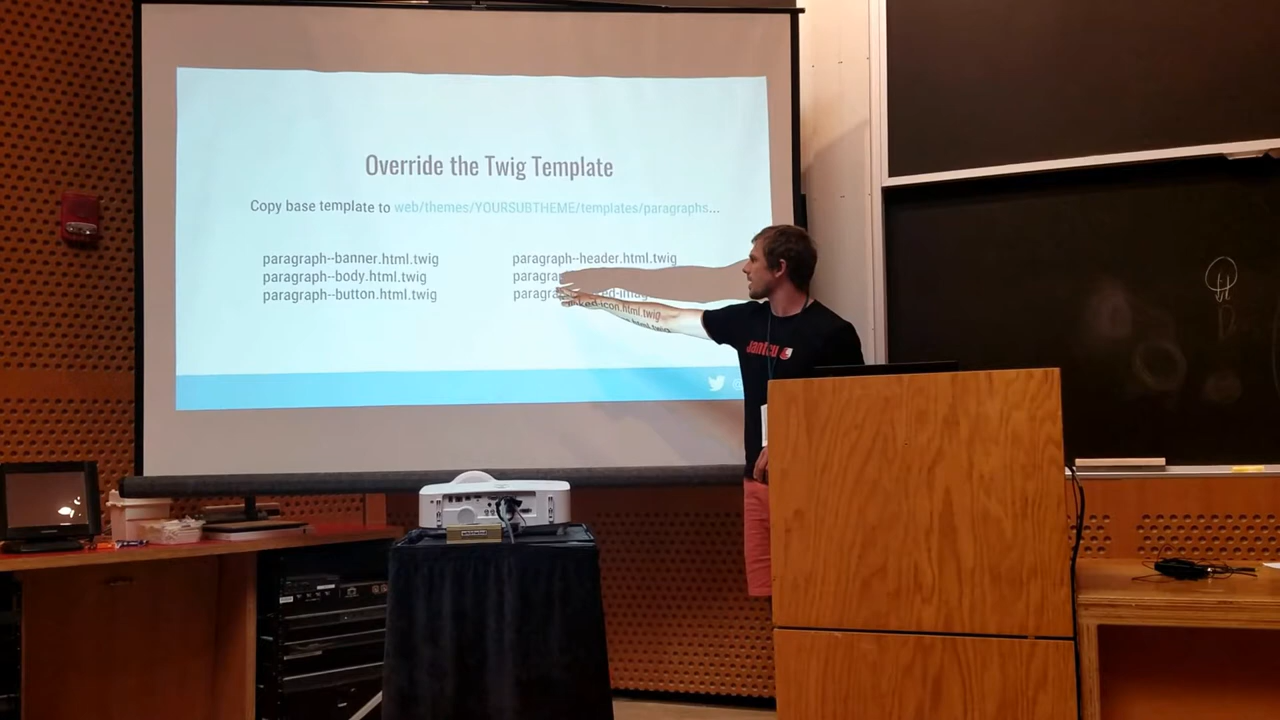 Override the Twig Template
Copy base template to web/themes/YOURSUBTHEME/templates/paragraphs...
paragraph--banner.html.twig
paragraph--body.html.twig
paragraph--button.html.twig
paragraph--header.html.twig